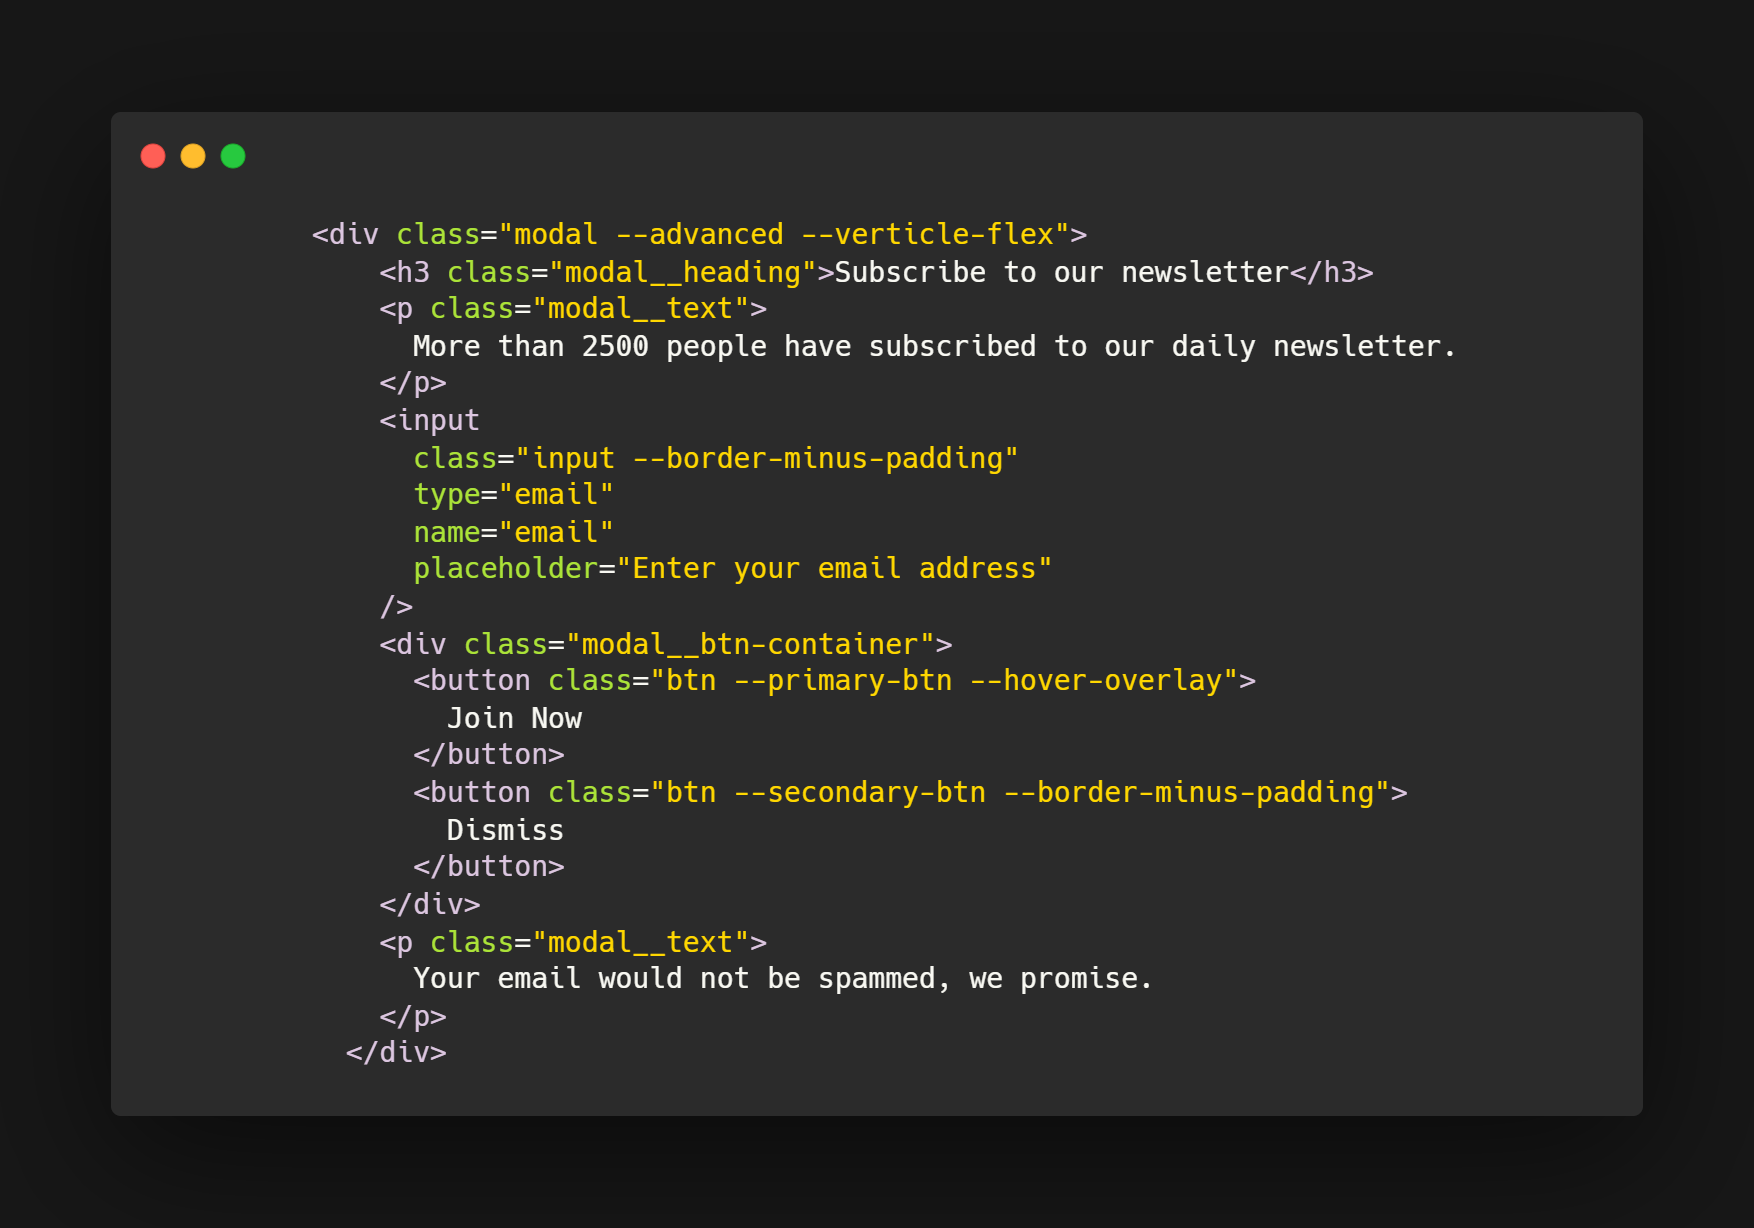 <div class="modal --advanced --verticle-flex">
<h3 class="modal__heading">Subscribe to our newsletter</h3>
<p class="modal__text">
More than 2500 people have subscribed to our daily newsletter.
</p>
<input
class="input --border-minus-padding"
type="email"
name="email"
placeholder="Enter your email address"
/>
<div class="modal__btn-container">
<button class="btn --primary-btn --hover-overlay">
Join Now
</button>
<button class="btn --secondary-btn --border-minus-padding">
Dismiss
</button>
</div>
<p class="modal__text">
Your email would not be spammed, we promise.
</p>
</div>